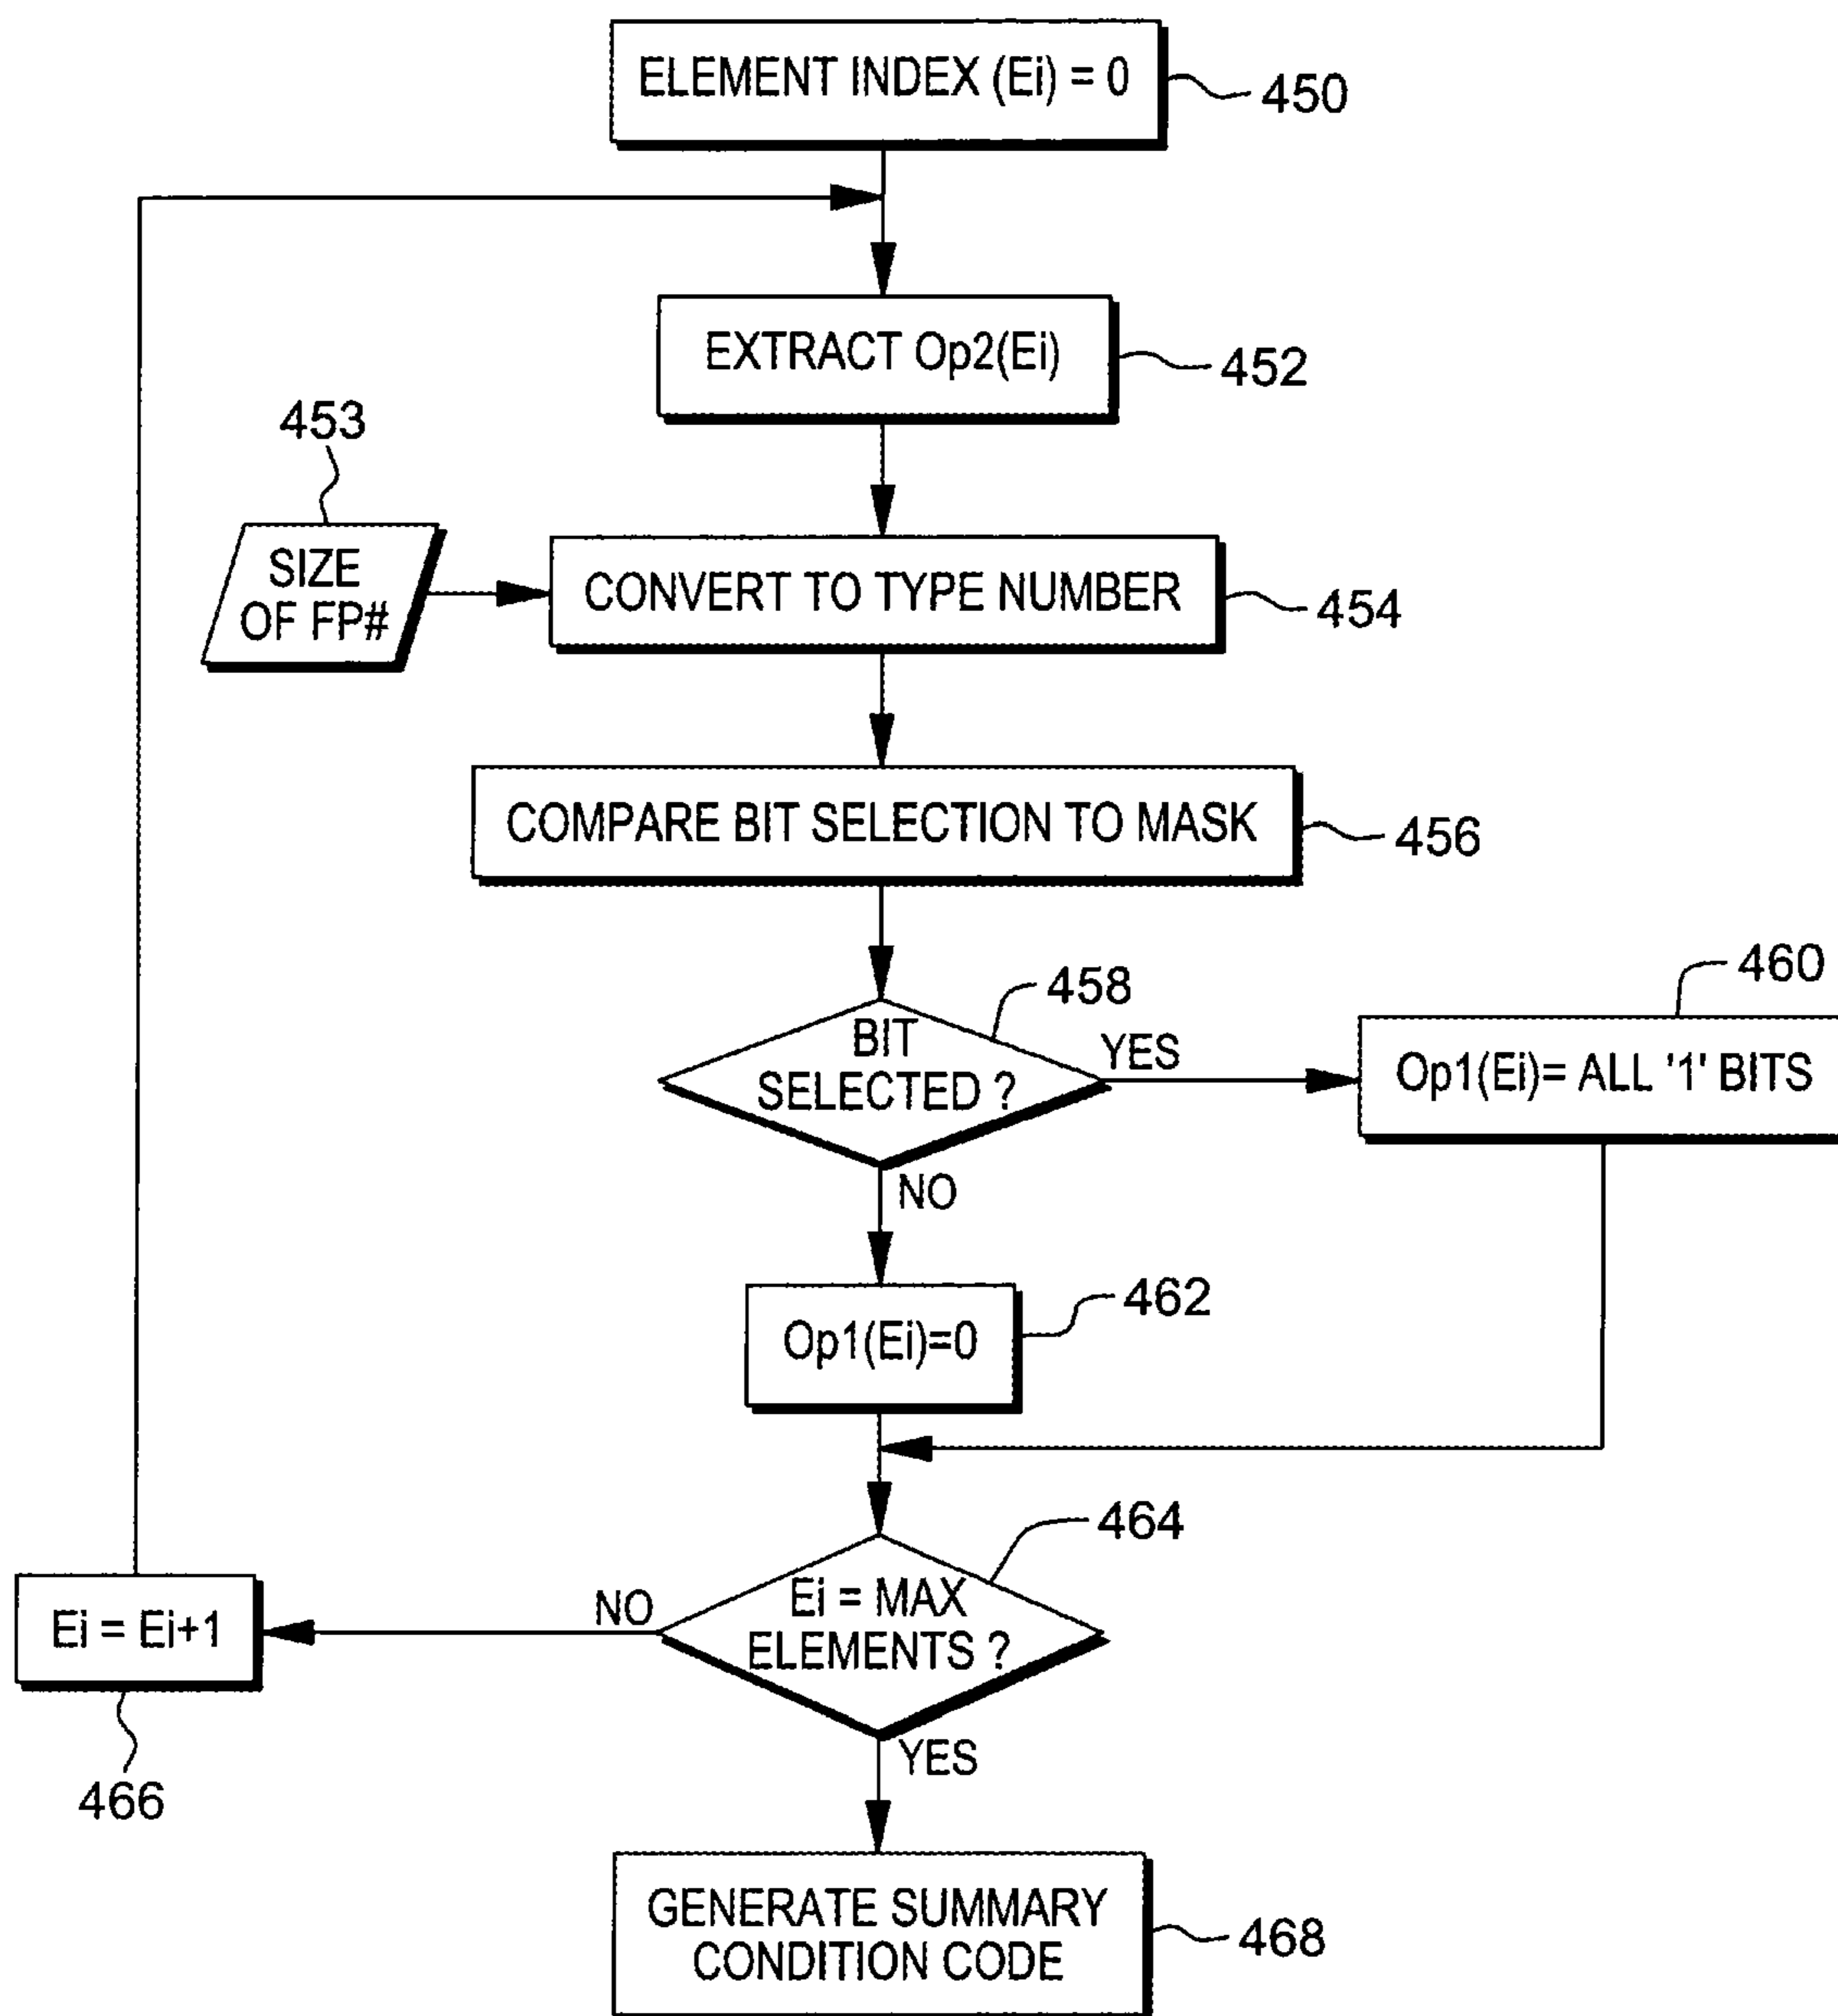 ELEMENT INDEX (Ei) = 0
450
EXTRACT Op2(Ei)
452
453
SIZE
OF FP#
CONVERT TO TYPE NUMBER
454
COMPARE BIT SELECTION TO MASK
456
458
460
BIT
SELECTED ?
YES
Op1(Ei)= ALL '1' BITS
NO
462
Op1(Ei)=0
464
Ei = MAX
ELEMENTS ?
NO
Ei = Ei+1
YES
466
GENERATE SUMMARY
CONDITION CODE
468